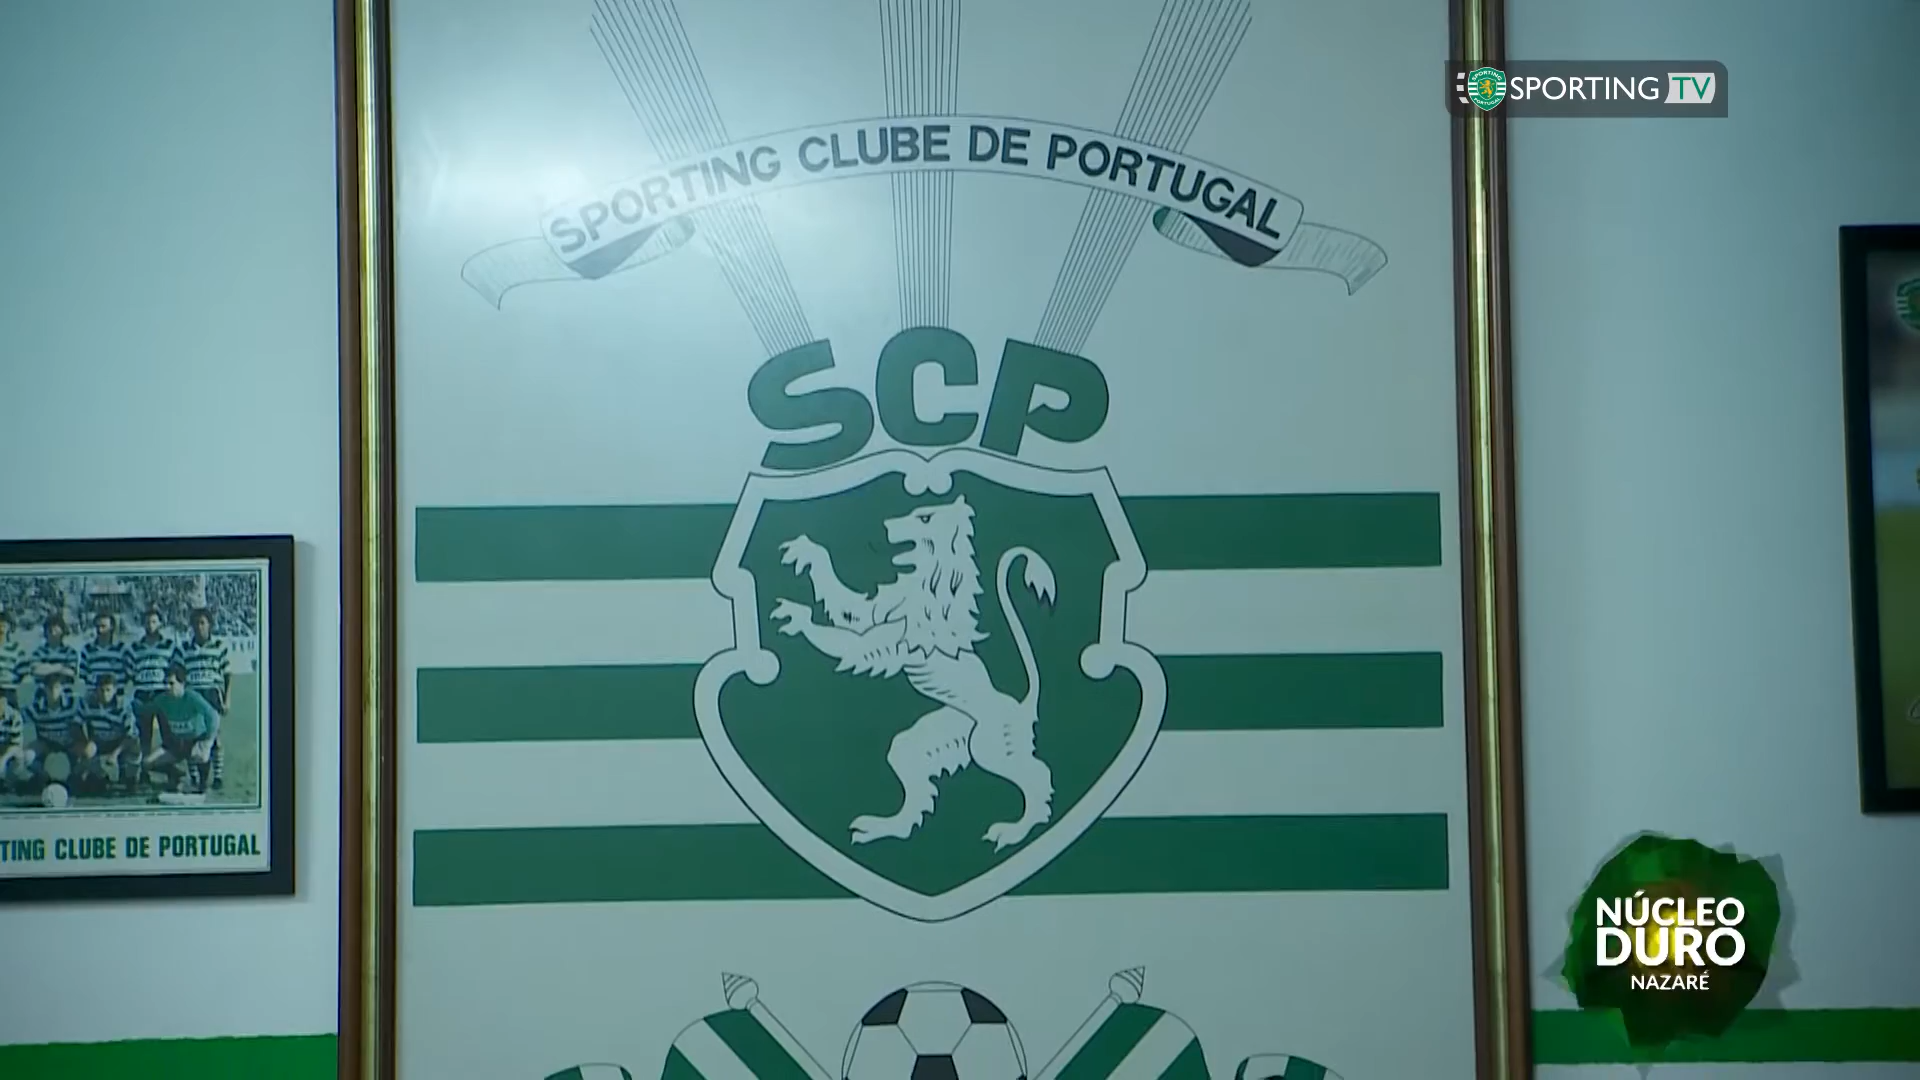 SPORTING TV
SPORTING CLUBE DE PORTUGAL
SCP
TING CLUBE DE PORTUGAL
NÚCLEO
DURO
NAZARÉ